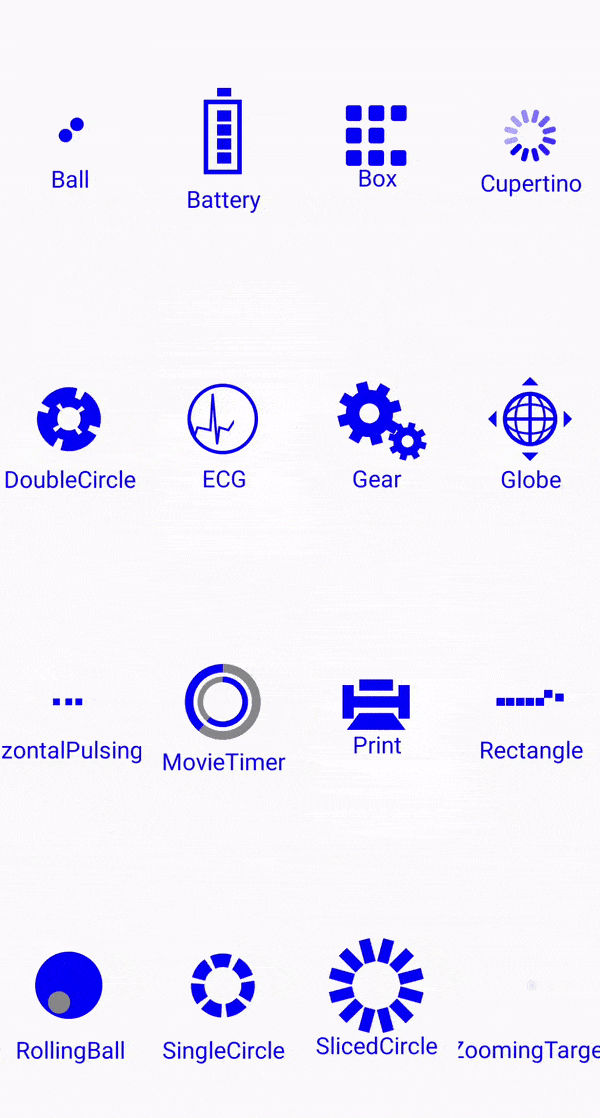 Ball
Battery
Box
Cupertino
DoubleCircle
ECG
Gear
Globe
zontalPulsing
MovieTimer
Print
Rectangle
RollingBall
SingleCircle
SlicedCircle
ZoomingTarge